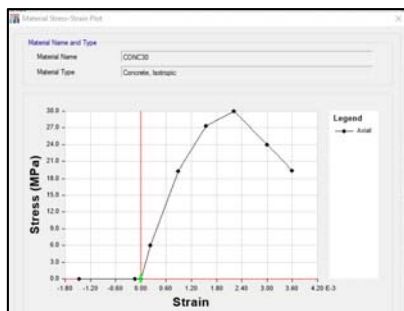 Material Stress-Strain Plot
Material Name and Type
Material Name
CONC30
Material Type
Concrete, Isotropic
Legend
Axial
Stress (MPa)
30.0
27.0
24.0
21.0
18.0
15.0
12.0
9.0
6.0
3.0
0.0
-1.80 -1.20 -0.60 0.00 0.60 1.20 1.80 2.40 3.00 3.60 4.20 E-3
Strain